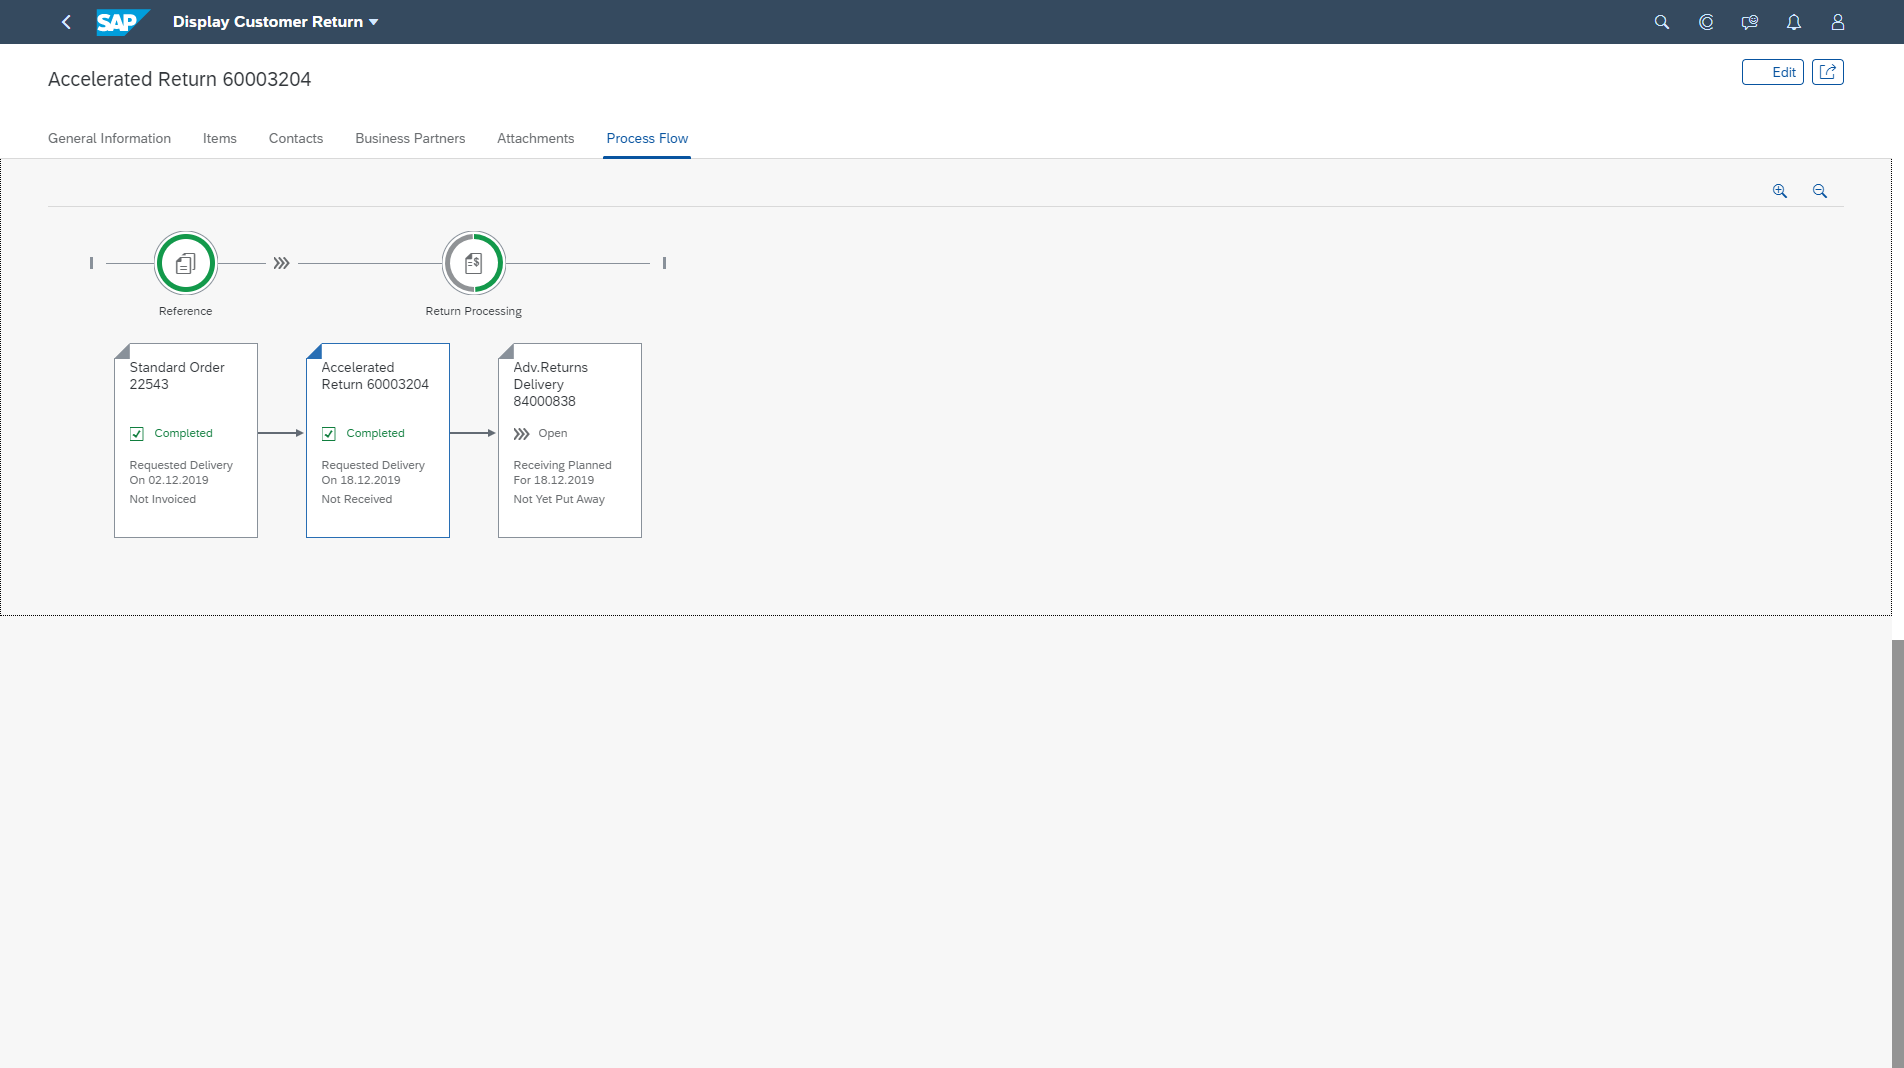 SAP
Display Customer Return
Accelerated Return 60003204
Edit
General Information
Items
Contacts
Business Partners
Attachments
Process Flow
Reference
Return Processing
Standard Order
22543
Completed
Requested Delivery
On 02.12.2019
Not Invoiced
Accelerated
Return 60003204
Completed
Requested Delivery
On 18.12.2019
Not Received
Adv.Returns
Delivery
84000838
Open
Receiving Planned
For 18.12.2019
Not Yet Put Away